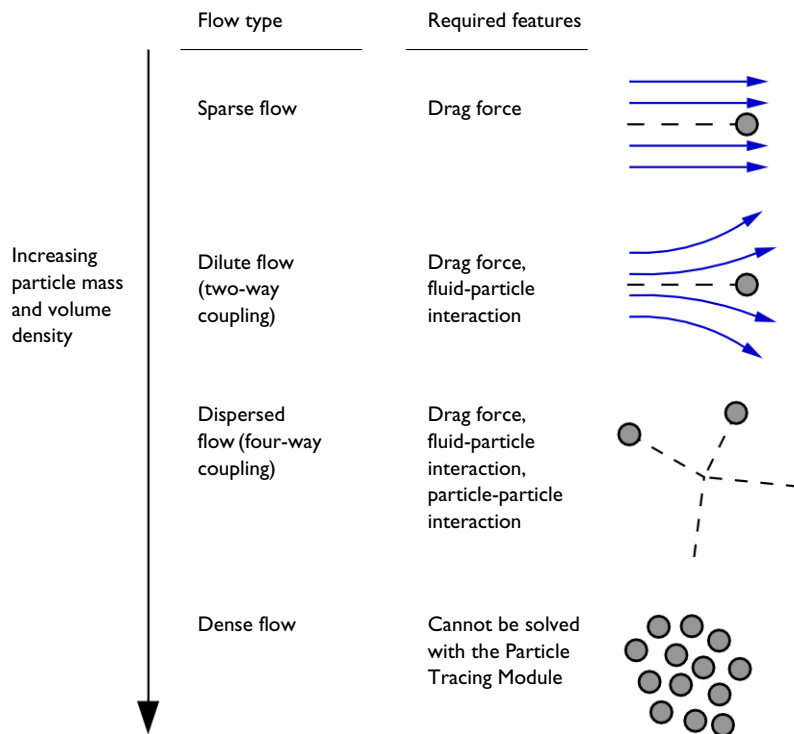 Flow type
Required features
Sparse flow
Drag force
Increasing
particle mass
and volume
density
Dilute flow
(two-way
coupling)
Drag force,
fluid-particle
interaction
Dispersed
flow (four-way
coupling)
Drag force,
fluid-particle
interaction,
particle-particle
interaction
Dense flow
Cannot be solved
with the Particle
Tracing Module